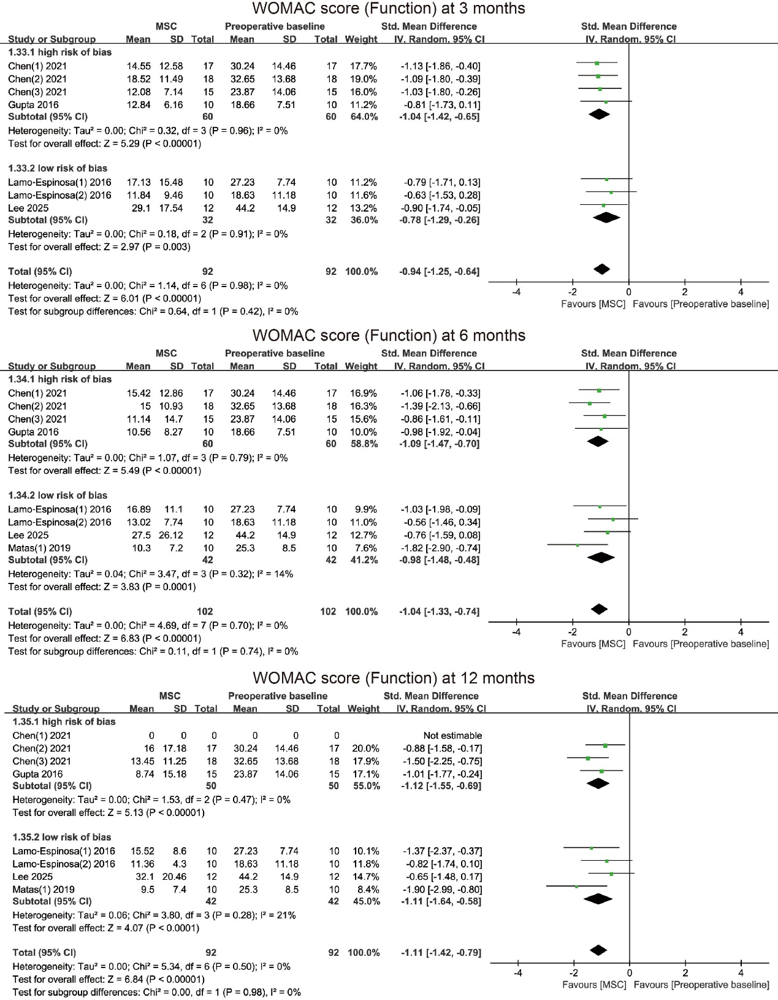 WOMAC score (Function) at 3 months
MSC Preoperative baseline Std. Mean Difference Std. Mean Difference
Study or Subgroup Mean SD Total Mean SD Total Weight IV, Random, 95% CI IV, Random, 95% CI
1.33.1 high risk of bias
Chen(1) 2021 14.55 12.58 17 30.24 14.46 17 17.7% -1.13 [-1.86, -0.40]
Chen(2) 2021 18.52 11.49 18 32.65 13.68 18 19.0% -1.09 [-1.80, -0.39]
Chen(3) 2021 12.08 7.14 15 23.87 14.06 15 16.0% -1.03 [-1.80, -0.26]
Gupta 2016 12.84 6.16 10 18.66 7.51 10 11.2% -0.81 [-1.73, 0.11]
Subtotal (95% CI) 60 60 64.0% -1.04 [-1.42, -0.65]
Heterogeneity: Tau² = 0.00; Chi² = 0.32, df = 3 (P = 0.96); I² = 0%
Test for overall effect: Z = 5.29 (P < 0.00001)
1.33.2 low risk of bias
Lamo-Espinosa(1) 2016 17.13 15.48 10 27.23 7.74 10 11.2% -0.79 [-1.71, 0.13]
Lamo-Espinosa(2) 2016 11.84 9.46 10 18.63 11.18 10 11.6% -0.63 [-1.53, 0.28]
Lee 2025 29.1 17.54 12 44.2 14.9 12 13.2% -0.90 [-1.74, -0.05]
Subtotal (95% CI) 32 32 36.0% -0.78 [-1.29, -0.26]
Heterogeneity: Tau² = 0.00; Chi² = 0.18, df = 2 (P = 0.91); I² = 0%
Test for overall effect: Z = 2.97 (P = 0.003)
Total (95% CI) 92 92 100.0% -0.94 [-1.25, -0.64]
Heterogeneity: Tau² = 0.00; Chi² = 1.14, df = 6 (P = 0.98); I² = 0%
Test for overall effect: Z = 6.01 (P < 0.00001)
Test for subgroup differences: Chi² = 0.64, df = 1 (P = 0.42), I² = 0%
-4 -2 0 2 4
Favours [MSC] Favours [Preoperative baseline]
WOMAC score (Function) at 6 months
MSC Preoperative baseline Std. Mean Difference Std. Mean Difference
Study or Subgroup Mean SD Total Mean SD Total Weight IV, Random, 95% CI IV, Random, 95% CI
1.34.1 high risk of bias
Chen(1) 2021 15.42 12.86 17 30.24 14.46 17 16.9% -1.06 [-1.78, -0.33]
Chen(2) 2021 15 10.93 18 32.65 13.68 18 16.3% -1.39 [-2.13, -0.66]
Chen(3) 2021 11.14 14.7 15 23.87 14.06 15 15.6% -0.86 [-1.61, -0.11]
Gupta 2016 10.56 8.27 10 18.66 7.51 10 10.0% -0.98 [-1.92, -0.04]
Subtotal (95% CI) 60 60 58.8% -1.09 [-1.47, -0.70]
Heterogeneity: Tau² = 0.00; Chi² = 1.07, df = 3 (P = 0.79); I² = 0%
Test for overall effect: Z = 5.49 (P < 0.00001)
1.34.2 low risk of bias
Lamo-Espinosa(1) 2016 16.89 11.1 10 27.23 7.74 10 9.9% -1.03 [-1.98, -0.09]
Lamo-Espinosa(2) 2016 13.02 7.74 10 18.63 11.18 10 11.0% -0.56 [-1.46, 0.34]
Lee 2025 27.5 26.12 12 44.2 14.9 12 12.7% -0.76 [-1.59, 0.08]
Matas(1) 2019 10.3 7.2 10 25.3 8.5 10 7.6% -1.82 [-2.90, -0.74]
Subtotal (95% CI) 42 42 41.2% -0.98 [-1.48, -0.48]
Heterogeneity: Tau² = 0.04; Chi² = 3.47, df = 3 (P = 0.32); I² = 14%
Test for overall effect: Z = 3.83 (P = 0.0001)
Total (95% CI) 102 102 100.0% -1.04 [-1.33, -0.74]
Heterogeneity: Tau² = 0.00; Chi² = 4.69, df = 7 (P = 0.70); I² = 0%
Test for overall effect: Z = 6.83 (P < 0.00001)
Test for subgroup differences: Chi² = 0.11, df = 1 (P = 0.74), I² = 0%
-4 -2 0 2 4
Favours [MSC] Favours [Preoperative baseline]
WOMAC score (Function) at 12 months
MSC Preoperative baseline Std. Mean Difference Std. Mean Difference
Study or Subgroup Mean SD Total Mean SD Total Weight IV, Random, 95% CI IV, Random, 95% CI
1.35.1 high risk of bias
Chen(1) 2021 0 0 0 0 0 0 Not estimable
Chen(2) 2021 16 17.18 17 30.24 14.46 17 20.0% -0.88 [-1.58, -0.17]
Chen(3) 2021 13.45 11.25 18 32.65 13.68 18 17.9% -1.50 [-2.25, -0.75]
Gupta 2016 8.74 15.18 15 23.87 14.06 15 17.1% -1.01 [-1.77, -0.24]
Subtotal (95% CI) 50 50 55.0% -1.12 [-1.55, -0.69]
Heterogeneity: Tau² = 0.00; Chi² = 1.53, df = 2 (P = 0.47); I² = 0%
Test for overall effect: Z = 5.13 (P < 0.00001)
1.35.2 low risk of bias
Lamo-Espinosa(1) 2016 15.52 8.6 10 27.23 7.74 10 10.1% -1.37 [-2.37, -0.37]
Lamo-Espinosa(2) 2016 11.36 4.3 10 18.63 11.18 10 11.8% -0.82 [-1.74, 0.10]
Lee 2025 32.1 20.46 12 44.2 14.9 12 14.7% -0.65 [-1.48, 0.17]
Matas(1) 2019 9.5 7.4 10 25.3 8.5 10 8.4% -1.90 [-2.99, -0.80]
Subtotal (95% CI) 42 42 45.0% -1.11 [-1.64, -0.58]
Heterogeneity: Tau² = 0.06; Chi² = 3.80, df = 3 (P = 0.28); I² = 21%
Test for overall effect: Z = 4.07 (P < 0.0001)
Total (95% CI) 92 92 100.0% -1.11 [-1.42, -0.79]
Heterogeneity: Tau² = 0.00; Chi² = 5.34, df = 6 (P = 0.50); I² = 0%
Test for overall effect: Z = 6.84 (P < 0.00001)
Test for subgroup differences: Chi² = 0.00, df = 1 (P = 0.98), I² = 0%
-4 -2 0 2 4
Favours [MSC] Favours [Preoperative baseline]